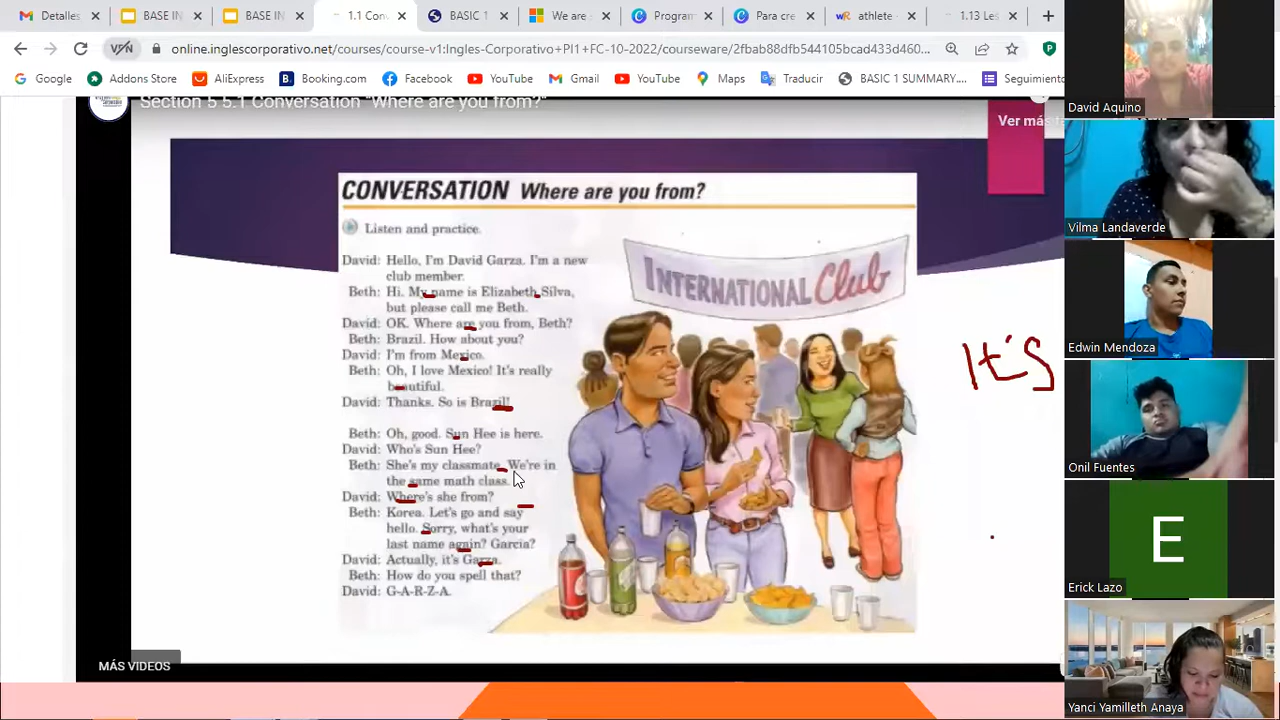 Detalles
BASE IN
BASE IN
1.1 Conv
BASIC 1
We are
Program
Para cre
athlete -
1.13 Les
VPN
online.inglescorporativo.net/courses/course-v1:Ingles-Corporativo+PI1+FC-10-2022/courseware/2fbab88dfb544105bcad433d460...
Google
Addons Store
AliExpress
Booking.com
Facebook
YouTube
Gmail
YouTube
Maps
Traducir
BASIC 1 SUMMARY....
Seguimiento
Section 5 5.1 Conversation "Where are you from?"
Ver más
CONVERSATION Where are you from?
Listen and practice.
David: Hello, I'm David Garza. I'm a new
club member.
Beth: Hi. My name is Elizabeth Silva,
but please call me Beth.
David: OK. Where are you from, Beth?
Beth: Brazil. How about you?
David: I'm from Mexico.
Beth: Oh, I love Mexico! It's really
beautiful.
David: Thanks. So is Brazil!
Beth: Oh, good. Sun Hee is here.
David: Who's Sun Hee?
Beth: She's my classmate. We're in
the same math class.
David: Where's she from?
Beth: Korea. Let's go and say
hello. Sorry, what's your
last name again? Garcia?
David: Actually, it's Garza.
Beth: How do you spell that?
David: G-A-R-Z-A.
INTERNATIONAL Club
It's
MÁS VIDEOS
David Aquino
Vilma Landaverde
Edwin Mendoza
Onil Fuentes
E
Erick Lazo
Yanci Yamilleth Anaya